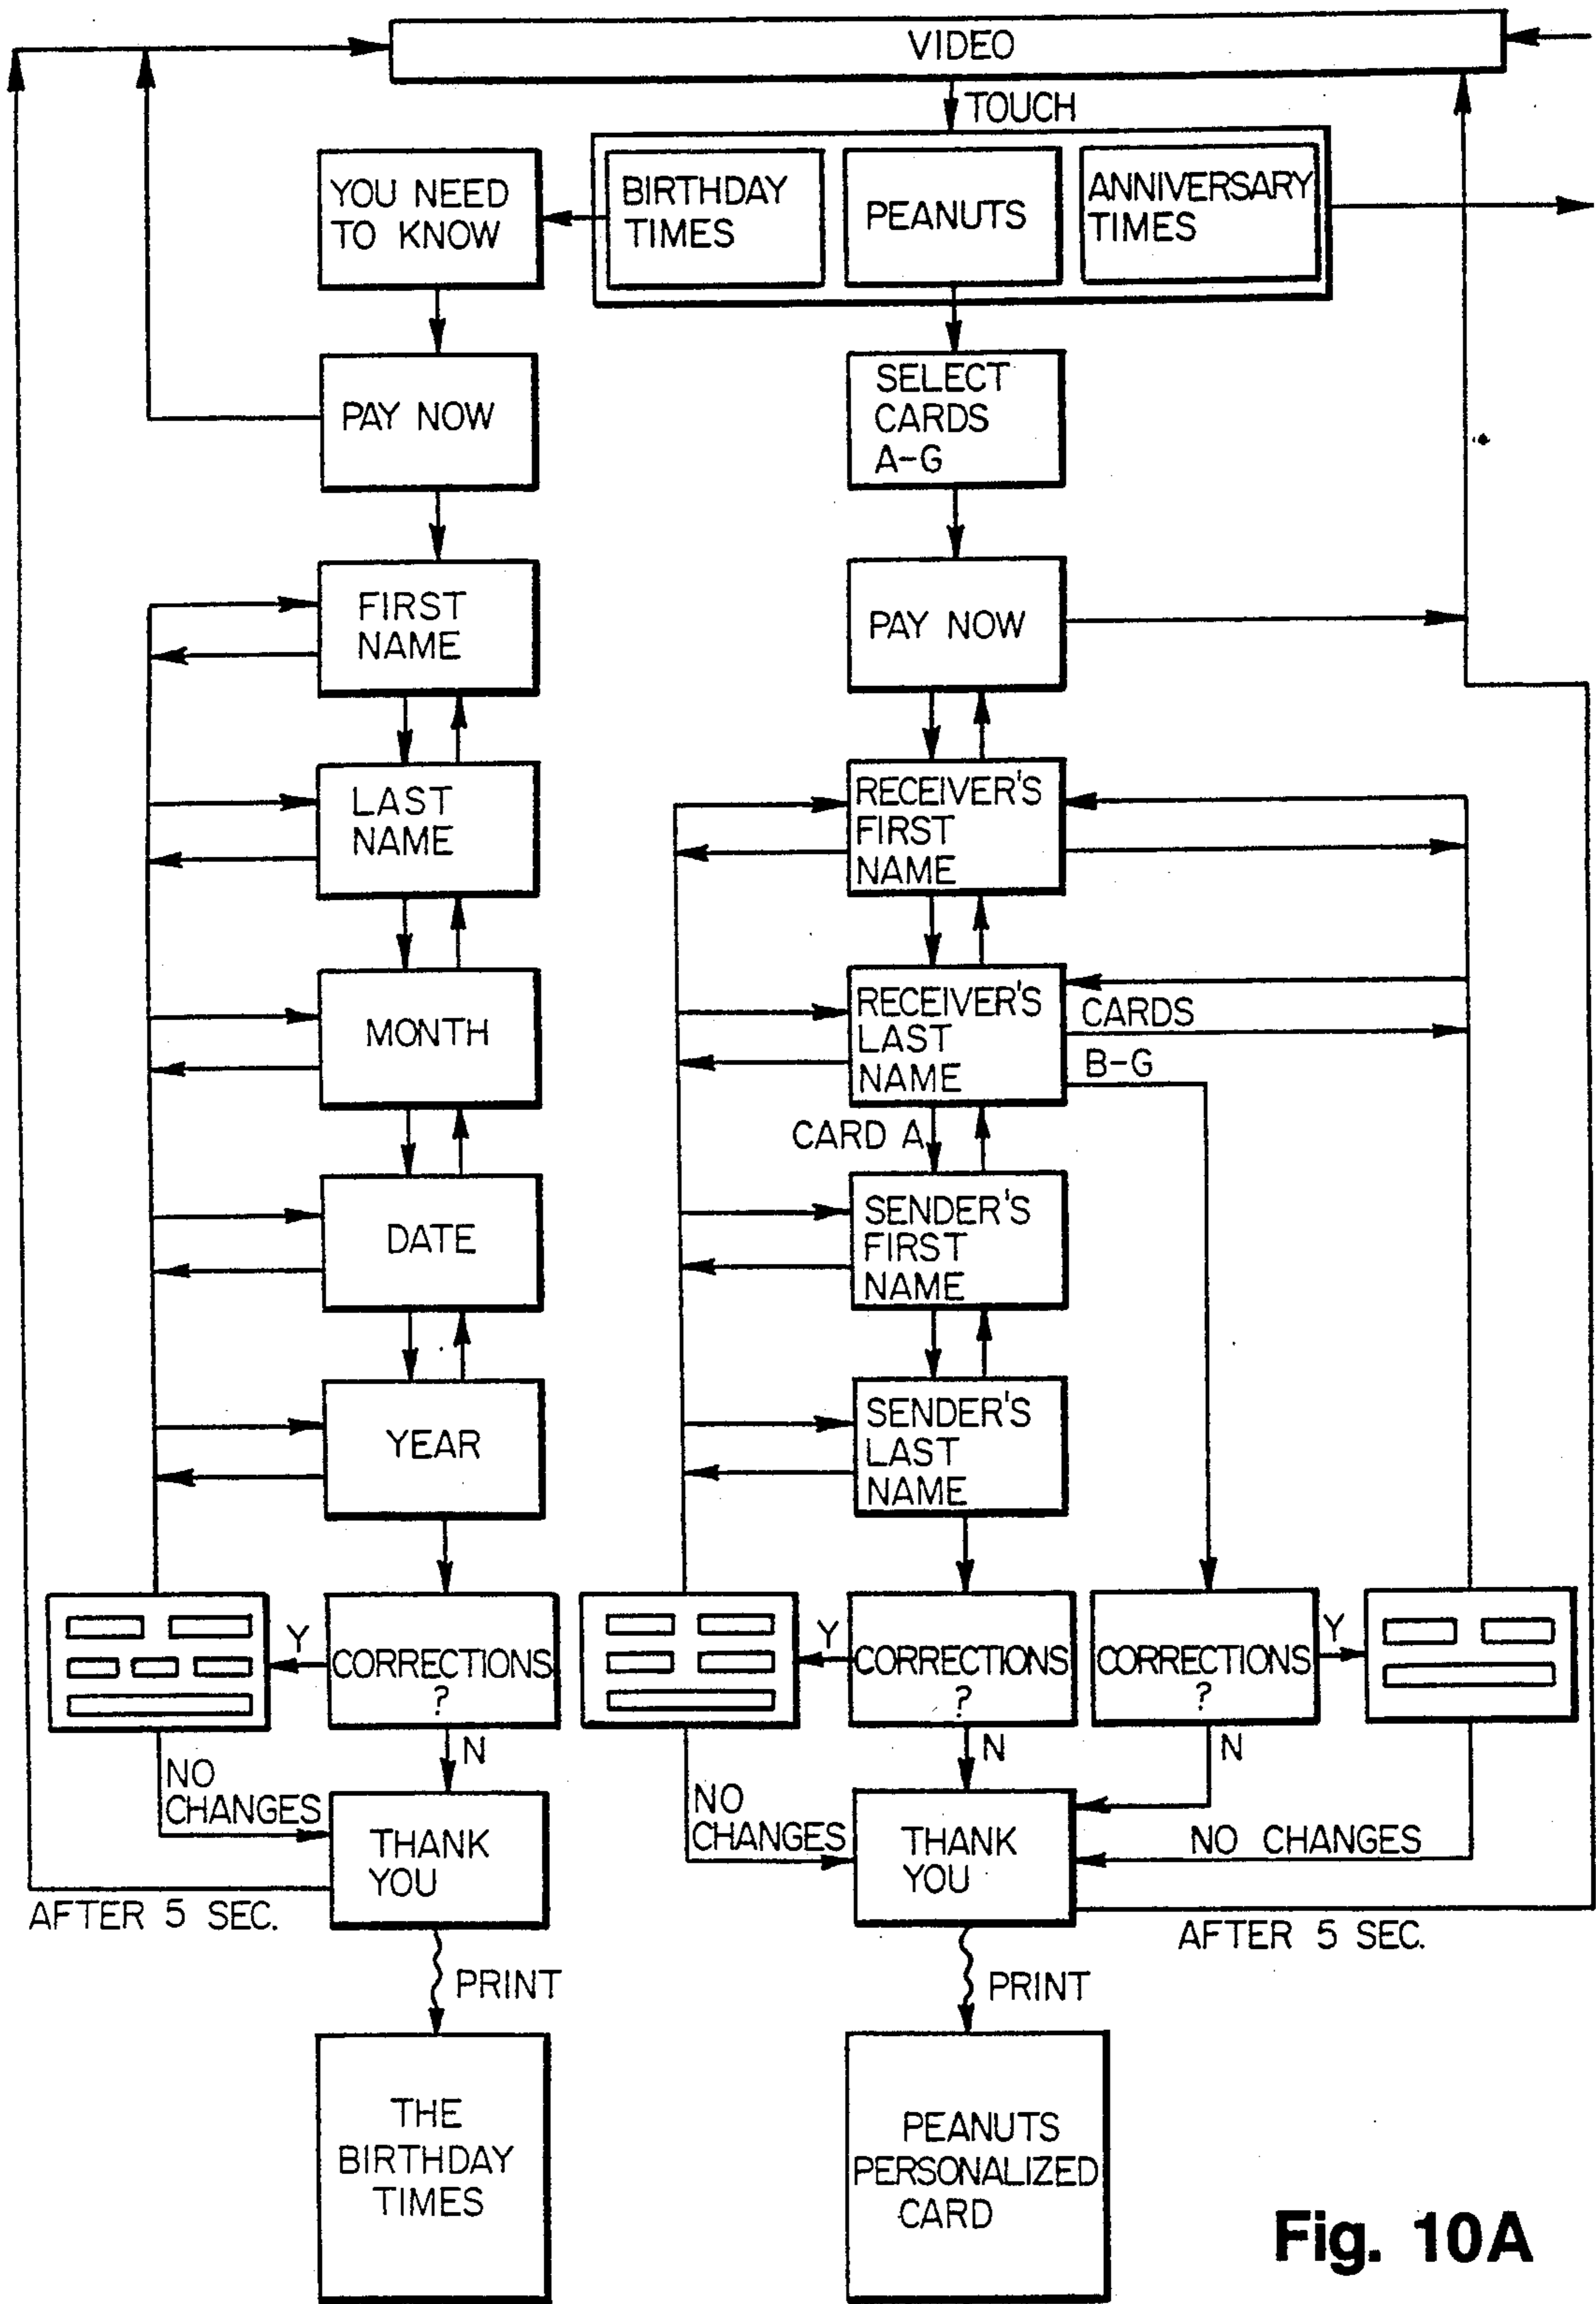 VIDEO
TOUCH
YOU NEED
TO KNOW
BIRTHDAY
TIMES
PEANUTS
ANNIVERSARY
TIMES
PAY NOW
SELECT
CARDS
A-G
FIRST
NAME
PAY NOW
LAST
NAME
RECEIVER'S
FIRST
NAME
MONTH
RECEIVER'S
LAST
NAME
CARDS
B-G
CARD A
DATE
SENDER'S
FIRST
NAME
YEAR
SENDER'S
LAST
NAME
Y
CORRECTIONS
?
Y
CORRECTIONS
?
CORRECTIONS
?
Y
N
N
N
NO
CHANGES
THANK
YOU
NO
CHANGES
THANK
YOU
NO CHANGES
AFTER 5 SEC.
AFTER 5 SEC.
PRINT
PRINT
THE
BIRTHDAY
TIMES
PEANUTS
PERSONALIZED
CARD
Fig. 10A